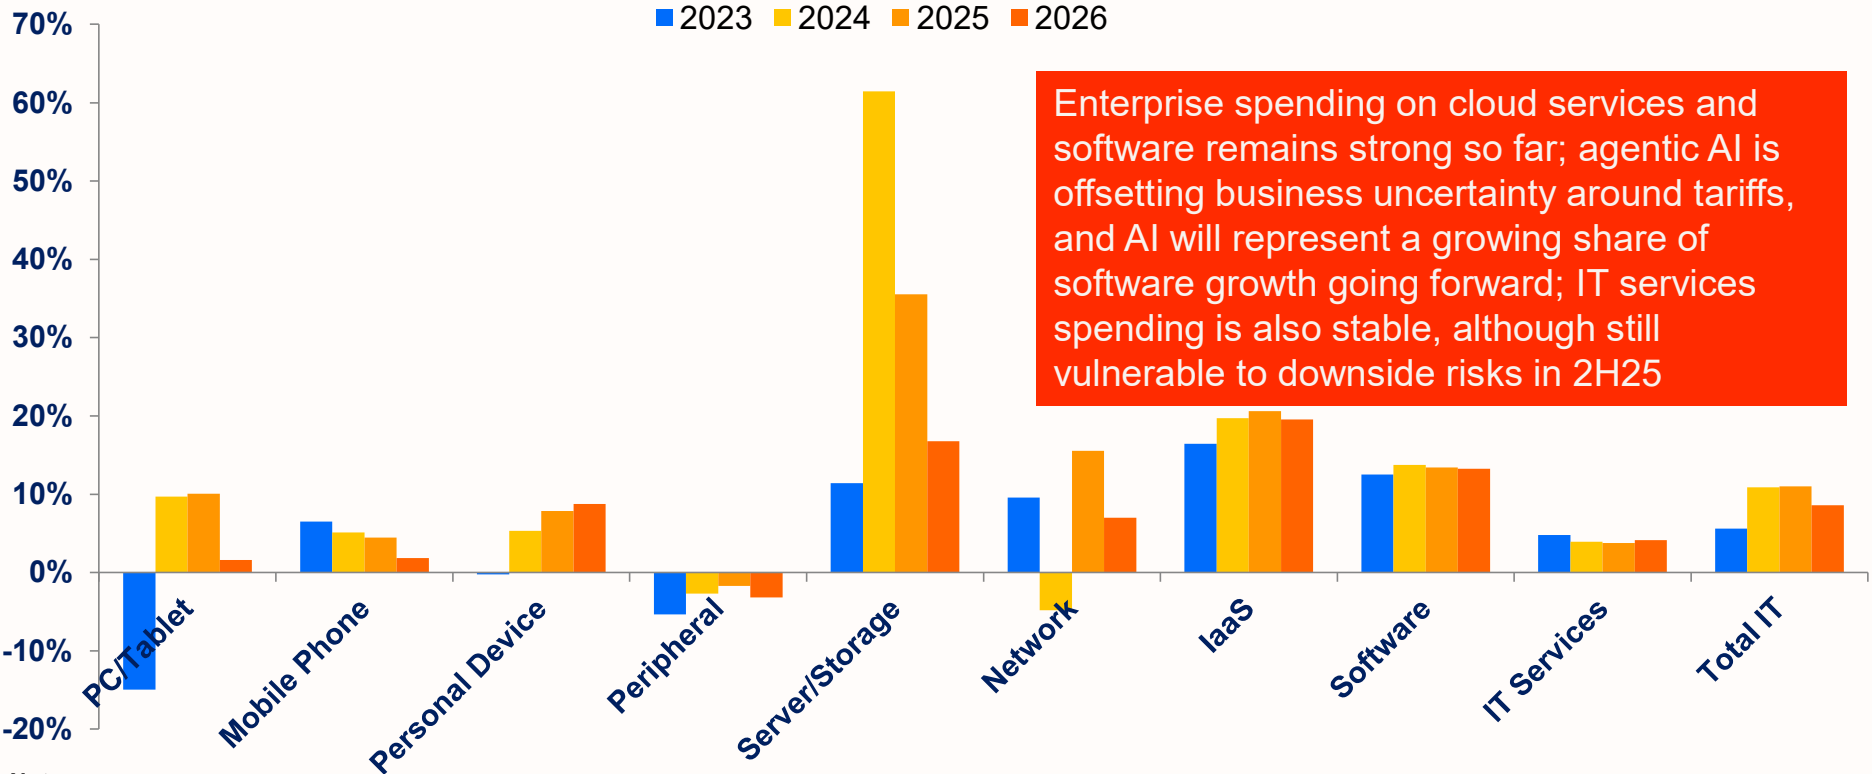 2023 2024 2025 2026
70%
60%
50%
40%
30%
20%
10%
0%
-10%
-20%
Enterprise spending on cloud services and
software remains strong so far; agentic AI is
offsetting business uncertainty around tariffs,
and AI will represent a growing share of
software growth going forward; IT services
spending is also stable, although still
vulnerable to downside risks in 2H25
PC/Tablet
Mobile Phone
Personal Device
Peripheral
Server/Storage
Network
IaaS
Software
IT Services
Total IT